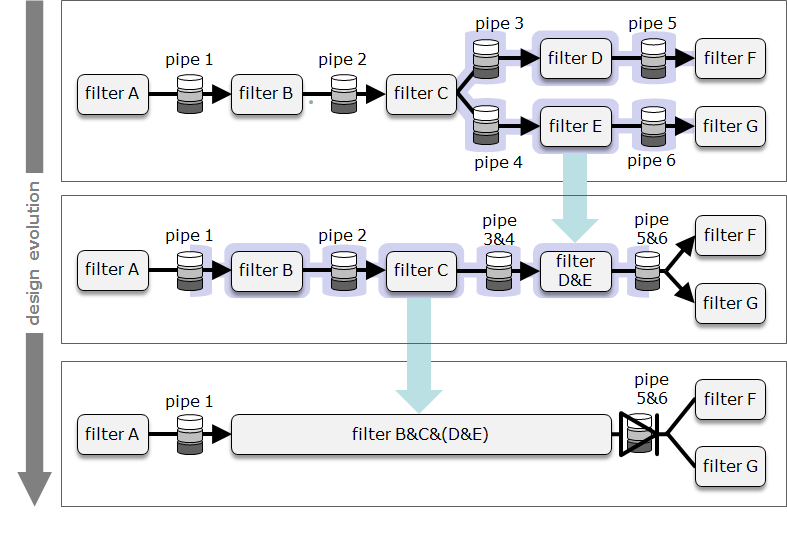 design evolution
pipe 3
pipe 5
pipe 1
pipe 2
filter D
filter F
filter A
filter B
filter C
filter E
filter G
pipe 4
pipe 6
pipe 1
pipe 2
pipe
3&4
pipe
5&6
filter F
filter A
filter B
filter C
filter
D&E
filter G
pipe 1
pipe
5&6
filter F
filter A
filter B&C&(D&E)
filter G